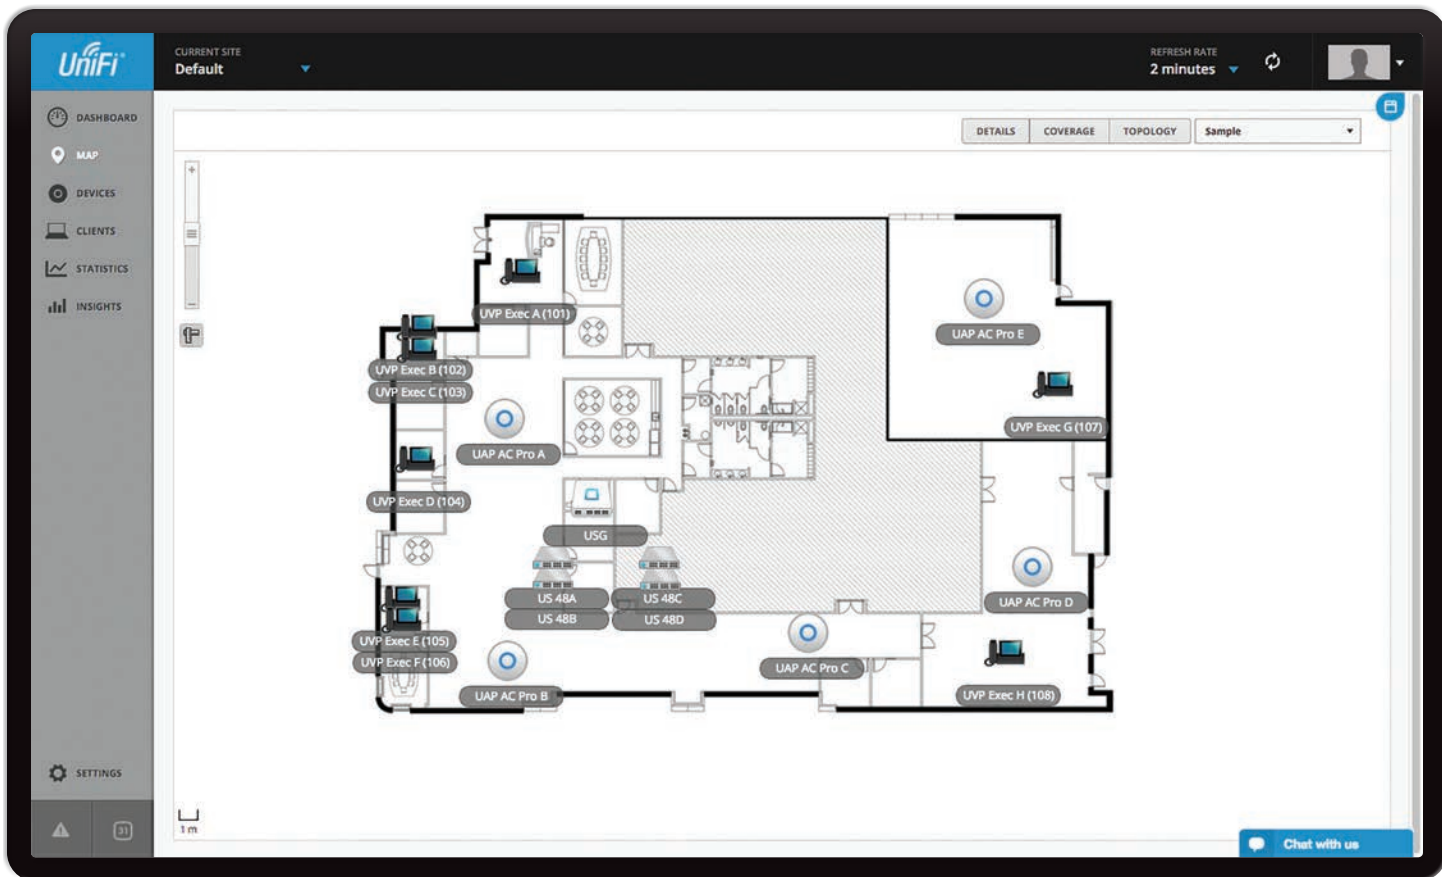 UniFi
CURRENT SITE
Default
REFRESH RATE
2 minutes
DASHBOARD
MAP
DEVICES
CLIENTS
STATISTICS
INSIGHTS
SETTINGS
31
DETAILS
COVERAGE
TOPOLOGY
Sample
+
−
UVP Exec A (101)
UVP Exec B (102)
UVP Exec C (103)
UAP AC Pro A
UVP Exec D (104)
USG
US 48A
US 48B
US 48C
US 48D
UVP Exec E (105)
UVP Exec F (106)
UAP AC Pro B
UAP AC Pro C
UAP AC Pro E
UVP Exec G (107)
UAP AC Pro D
UVP Exec H (108)
1 m
Chat with us